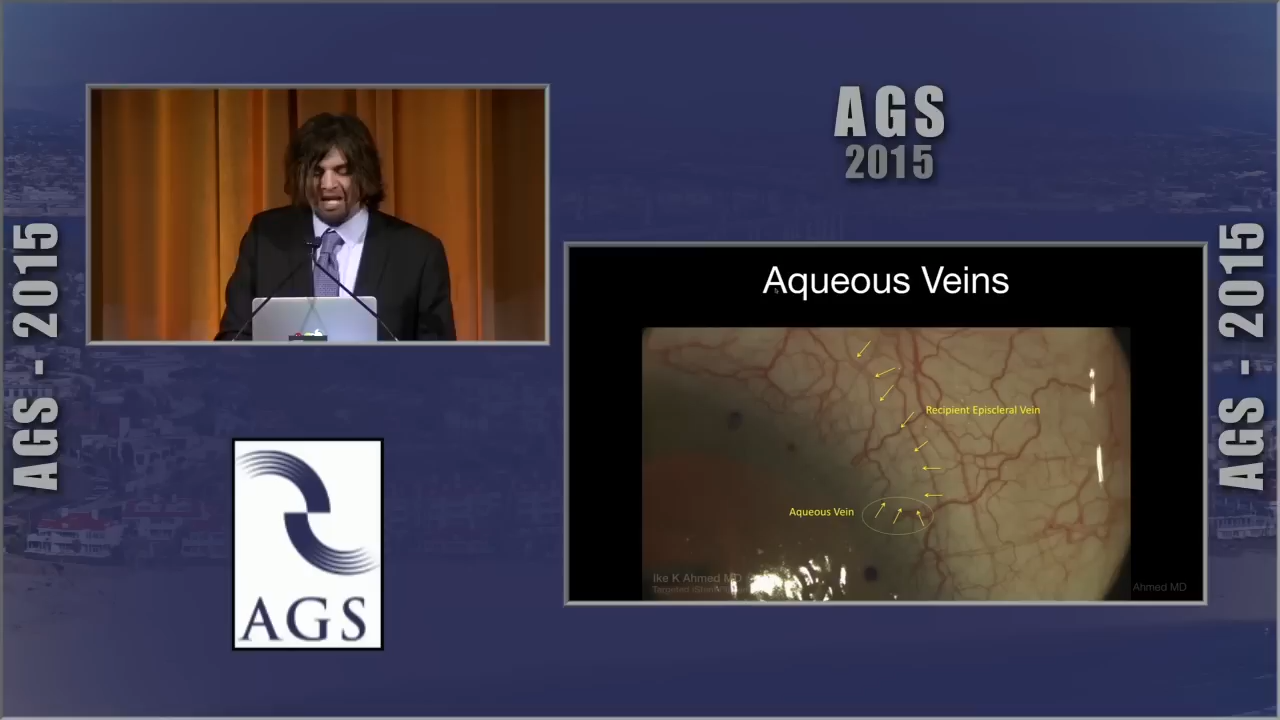 AGS - 2015
AGS
2015
AGS - 2015
Aqueous Veins
Recipient Episcleral Vein
Aqueous Vein
Ike K Ahmed MD
Ahmed MD
AGS